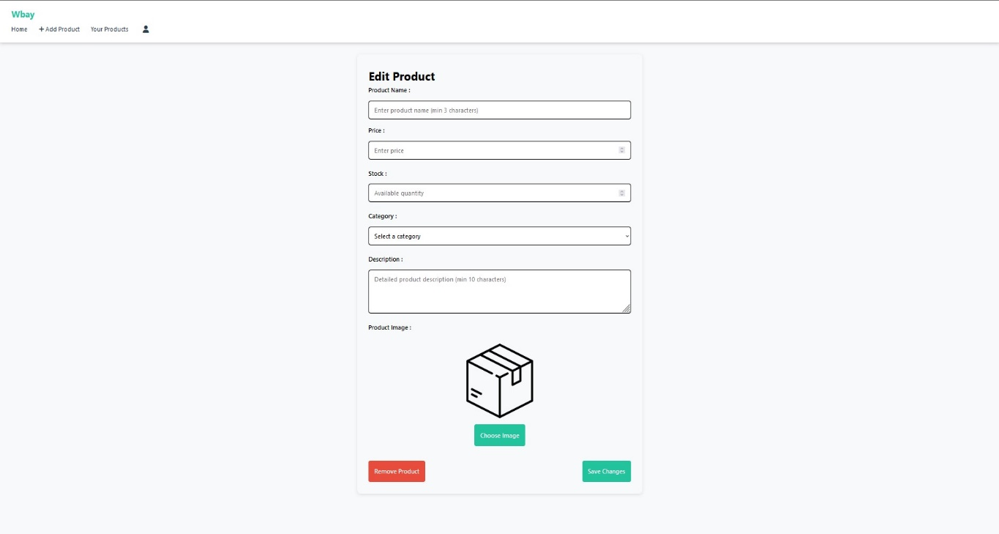 Wbay
Home + Add Product Your Products
Edit Product
Product Name :
Enter product name (min 3 characters)
Price :
Enter price
Stock :
Available quantity
Category :
Select a category
Description :
Detailed product description (min 10 characters)
Product Image :
Choose Image
Remove Product Save Changes